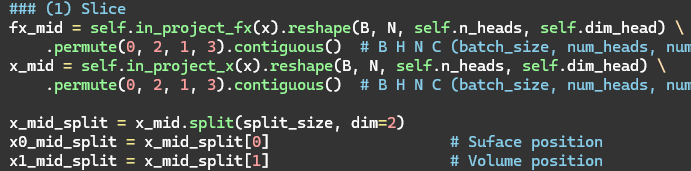 ### (1) Slice
fx_mid = self.in_project_fx(x).reshape(B, N, self.n_heads, self.dim_head) \
.permute(0, 2, 1, 3).contiguous()  # B H N C (batch_size, num_heads, nu
x_mid = self.in_project_x(x).reshape(B, N, self.n_heads, self.dim_head) \
.permute(0, 2, 1, 3).contiguous()  # B H N C (batch_size, num_heads, nu
x_mid_split = x_mid.split(split_size, dim=2)
x0_mid_split = x_mid_split[0]  # Suface position
x1_mid_split = x_mid_split[1]  # Volume position